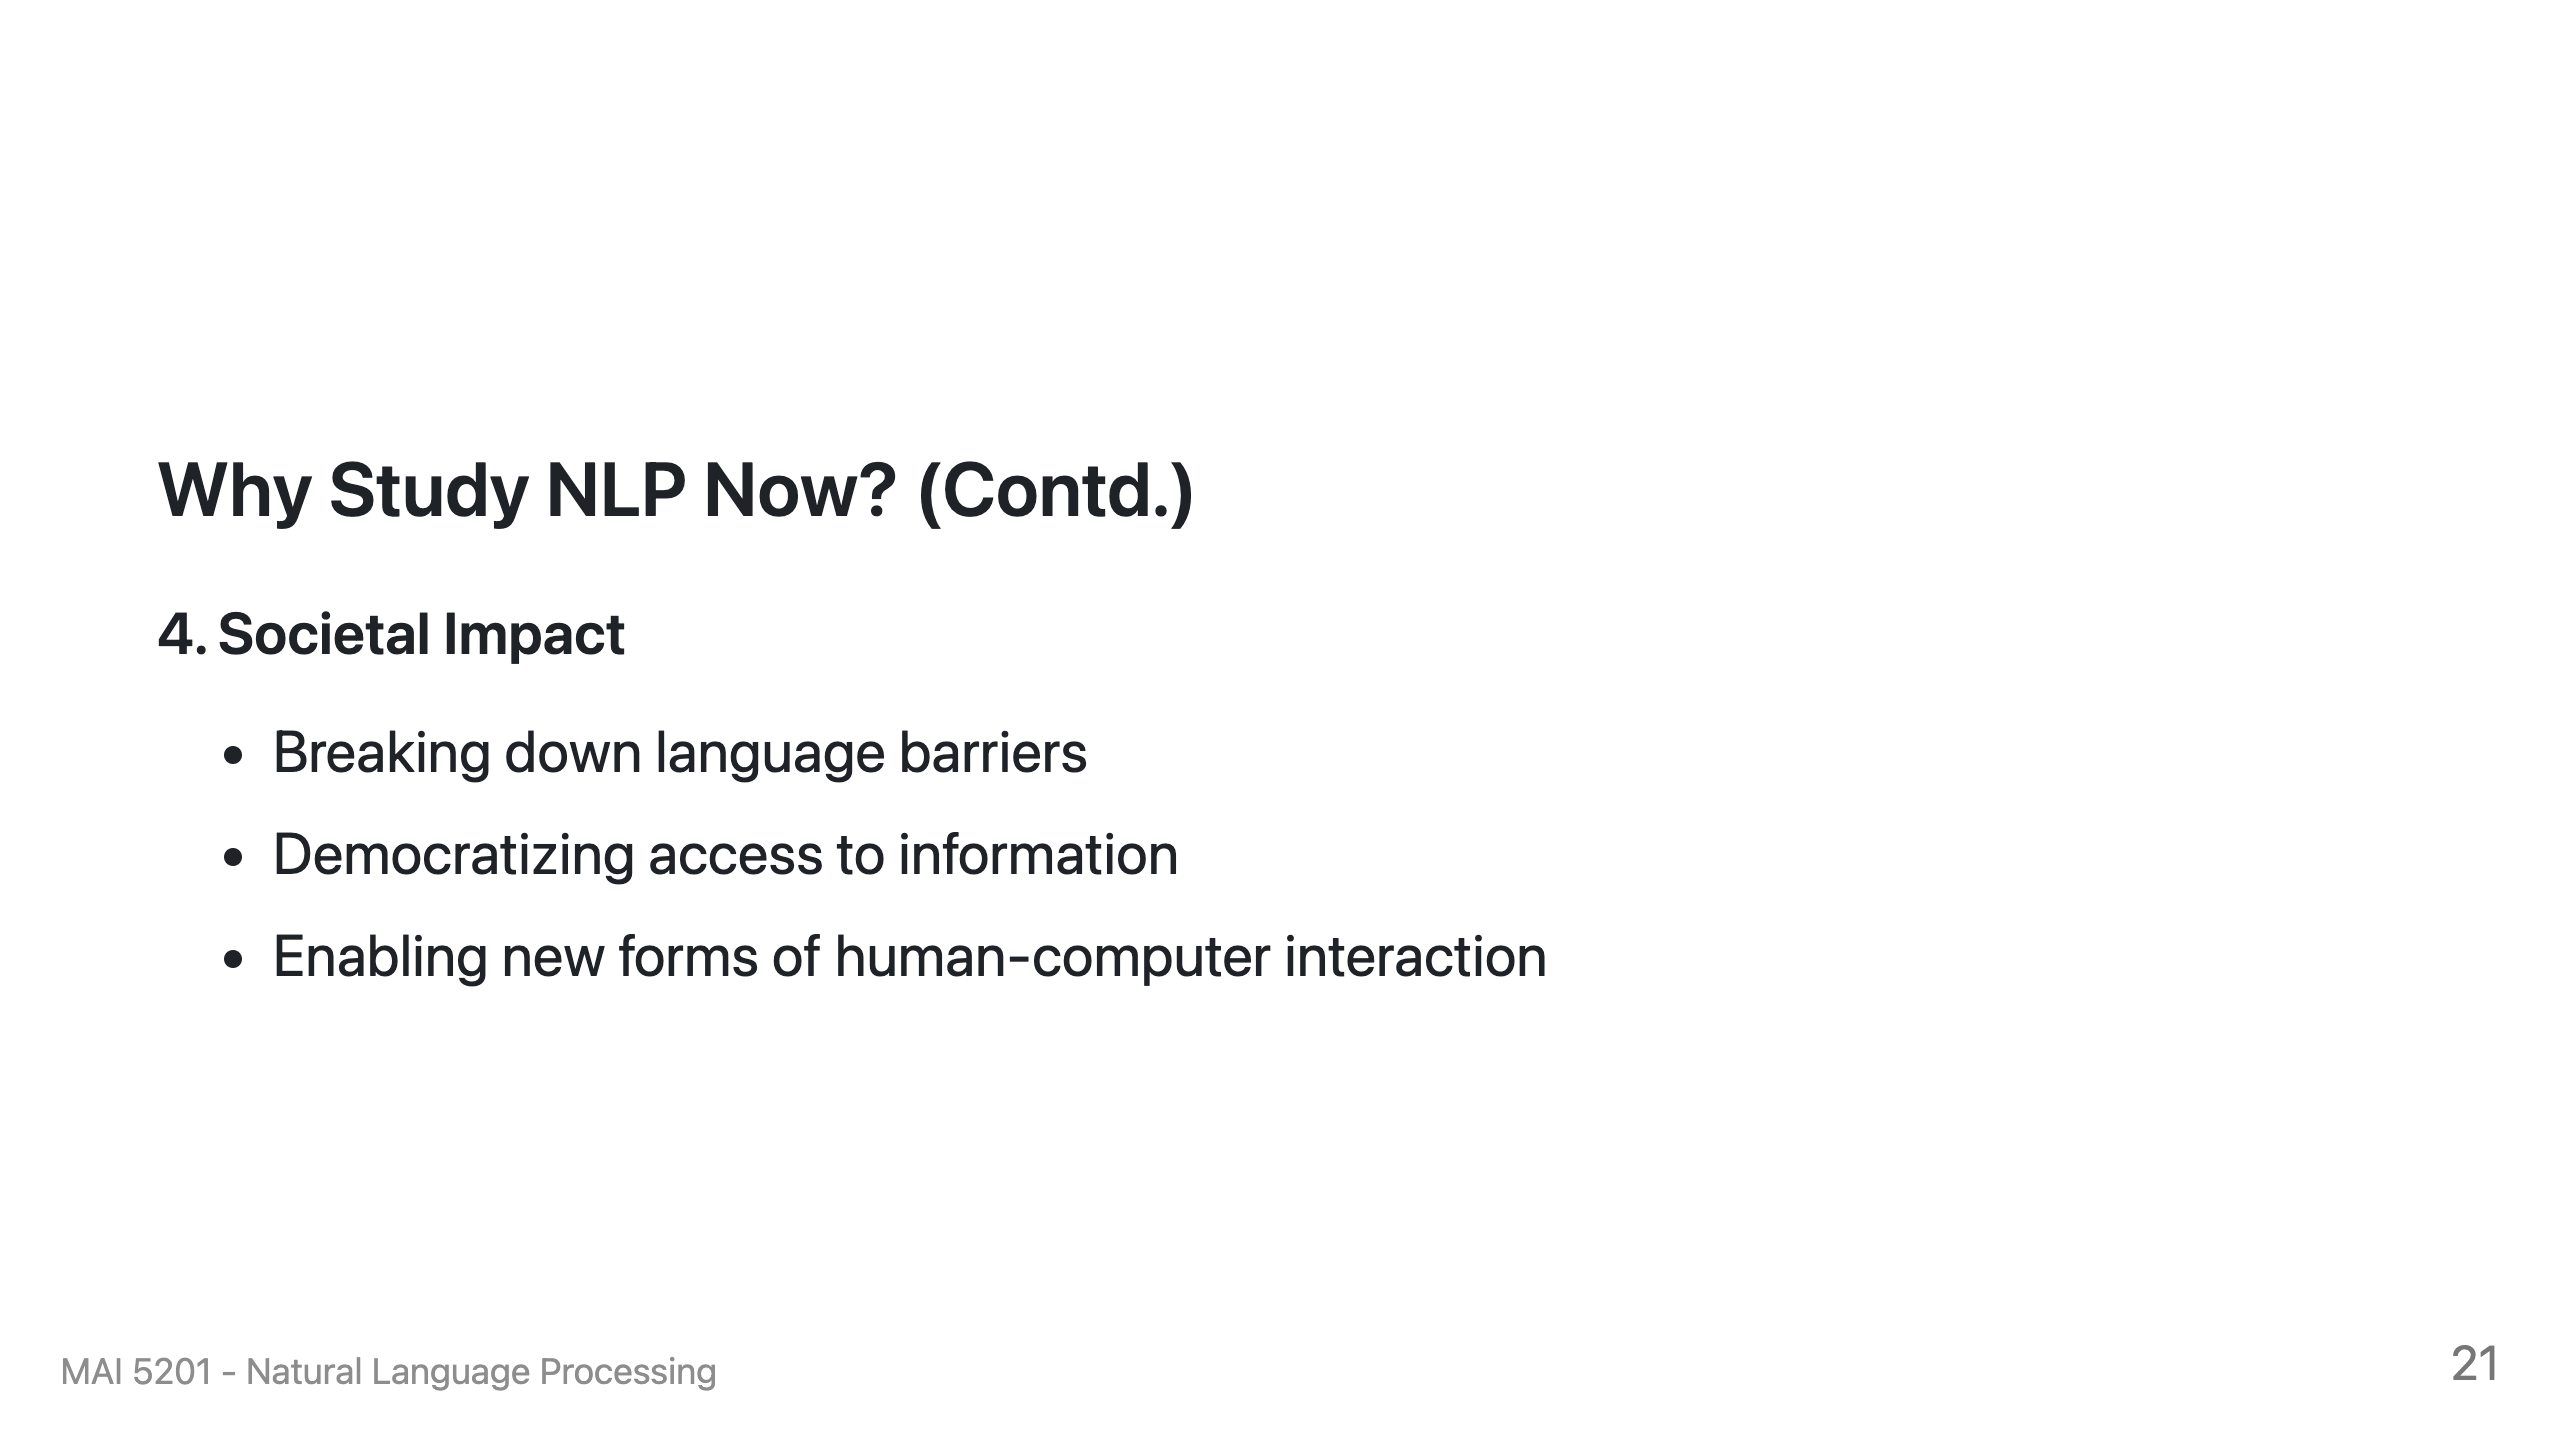 Why Study NLP Now? (Contd.)
4. Societal Impact
• Breaking down language barriers
• Democratizing access to information
• Enabling new forms of human-computer interaction
MAI 5201 - Natural Language Processing
21